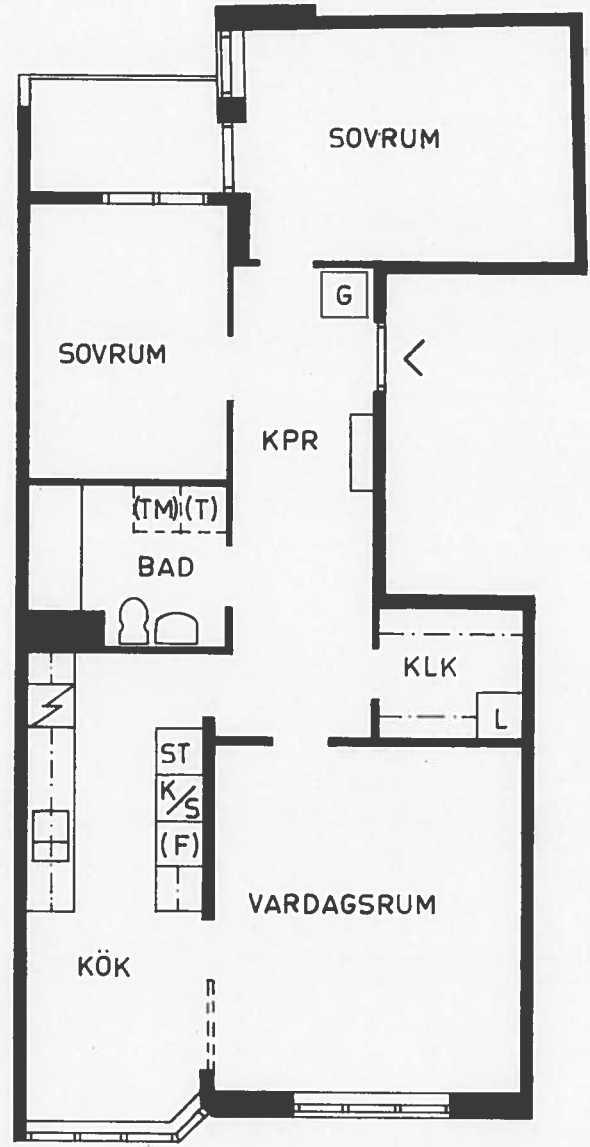 SOVRUM
G
SOVRUM
KPR
(TM) (T)
BAD
KLK
L
ST
K/S
(F)
VARDAGSRUM
KÖK